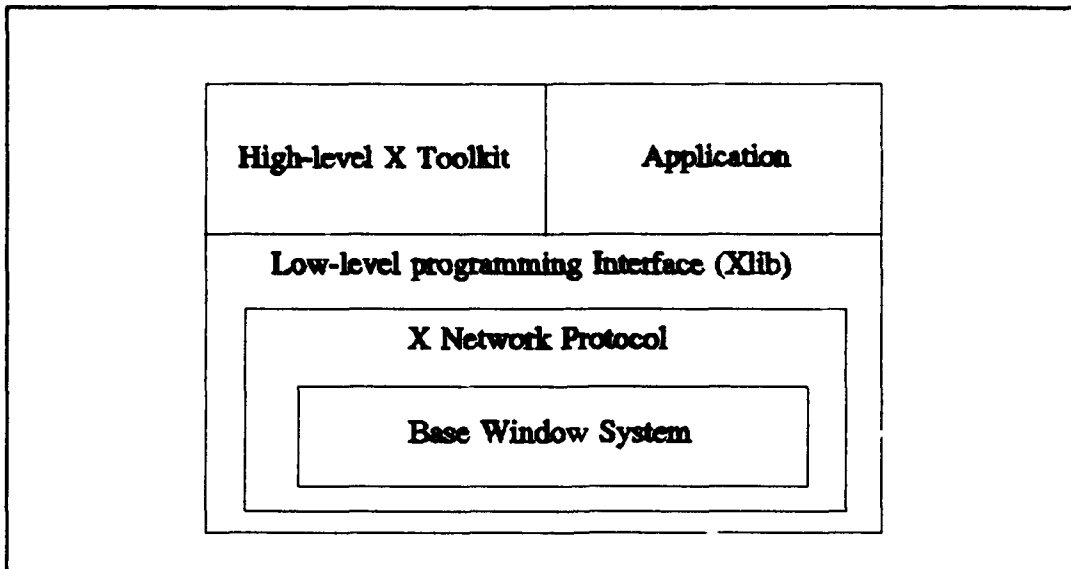 High-level X Toolkit
Application
Low-level programming Interface (Xlib)
X Network Protocol
Base Window System